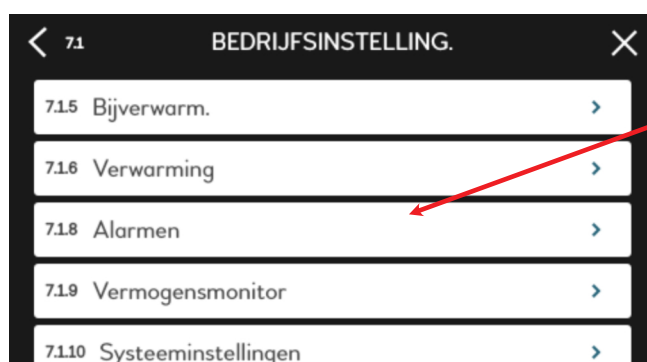 7.1 BEDRIJFSINSTELLING.
7.1.5 Bijverwarm.
7.1.6 Verwarming
7.1.8 Alarmen
7.1.9 Vermogensmonitor
7.1.10 Systeeminstellingen